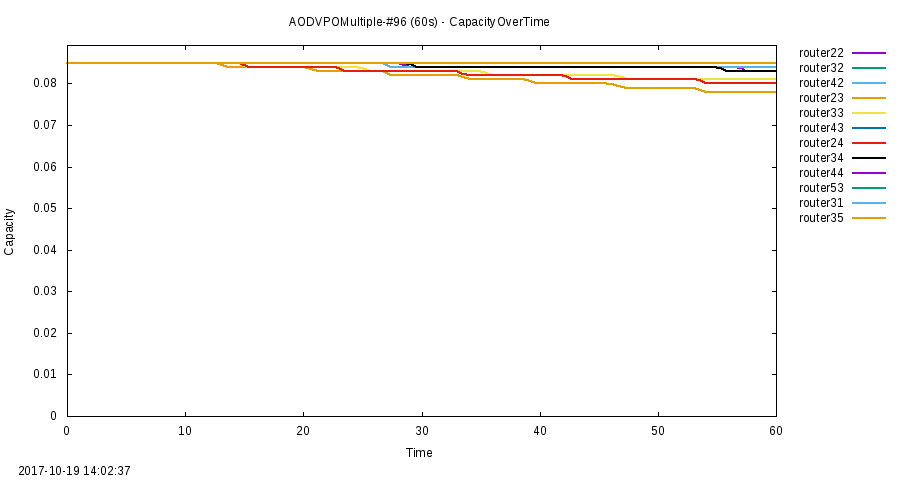 AODVPOMultiple-#96 (60s) - CapacityOverTime
router22
router32
router42
router23
router33
router43
router24
router34
router44
router53
router31
router35
0.08
0.07
0.06
0.05
0.04
0.03
0.02
0.01
0
Capacity
0 10 20 30 40 50 60
Time
2017-10-19 14:02:37